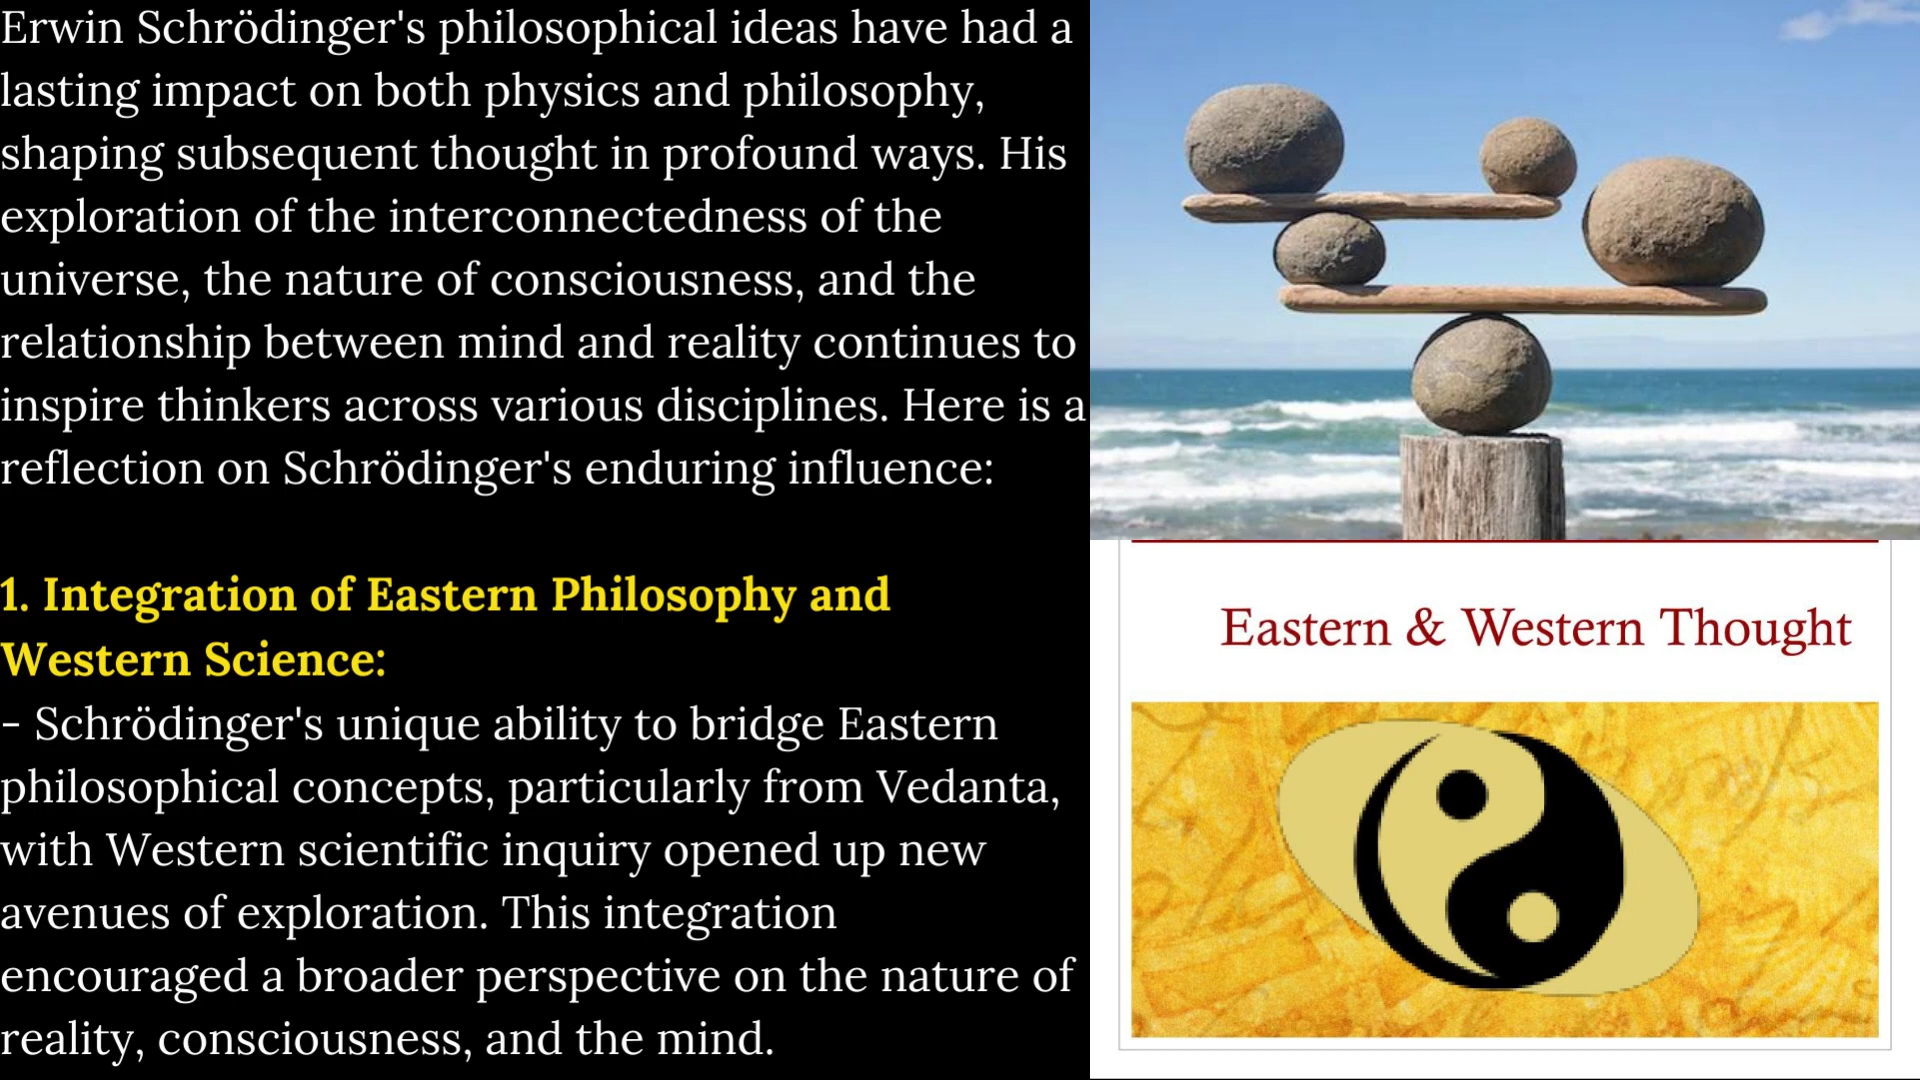 Erwin Schrödinger's philosophical ideas have had a
lasting impact on both physics and philosophy,
shaping subsequent thought in profound ways. His
exploration of the interconnectedness of the
universe, the nature of consciousness, and the
relationship between mind and reality continues to
inspire thinkers across various disciplines. Here is a
reflection on Schrödinger's enduring influence:
1. Integration of Eastern Philosophy and
Western Science:
- Schrödinger's unique ability to bridge Eastern
philosophical concepts, particularly from Vedanta,
with Western scientific inquiry opened up new
avenues of exploration. This integration
encouraged a broader perspective on the nature of
reality, consciousness, and the mind.
Eastern & Western Thought